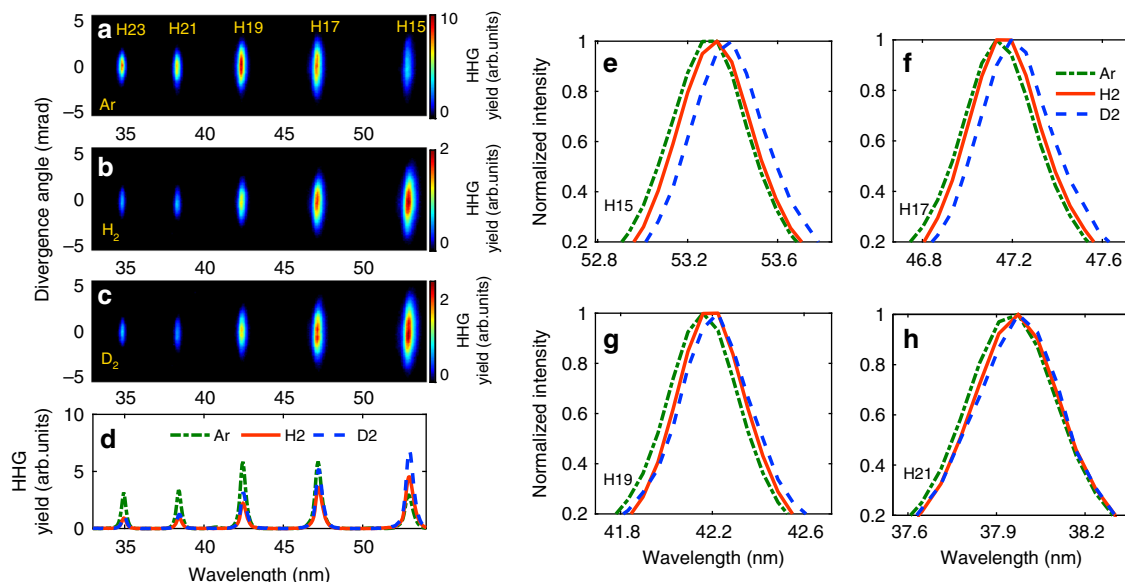 a
H23 H21 H19 H17 H15
Ar
5
0
−5
35 40 45 50
10
0
HHG
yield (arb.units)
b
H2
5
0
−5
35 40 45 50
2
0
HHG
yield (arb.units)
c
D2
5
0
−5
2
0
HHG
yield (arb.units)
Divergence angle (mrad)
d
Ar H2 D2
10
5
0
35 40 45 50
HHG
yield (arb.units)
Wavelength (nm)
e
H15
1
0.8
0.6
0.4
0.2
52.8 53.2 53.6
Normalized intensity
f
Ar
H2
D2
H17
1
0.8
0.6
0.4
0.2
46.8 47.2 47.6
g
H19
1
0.8
0.6
0.4
0.2
41.8 42.2 42.6
Normalized intensity
Wavelength (nm)
h
H21
1
0.8
0.6
0.4
0.2
37.6 37.9 38.2
Wavelength (nm)